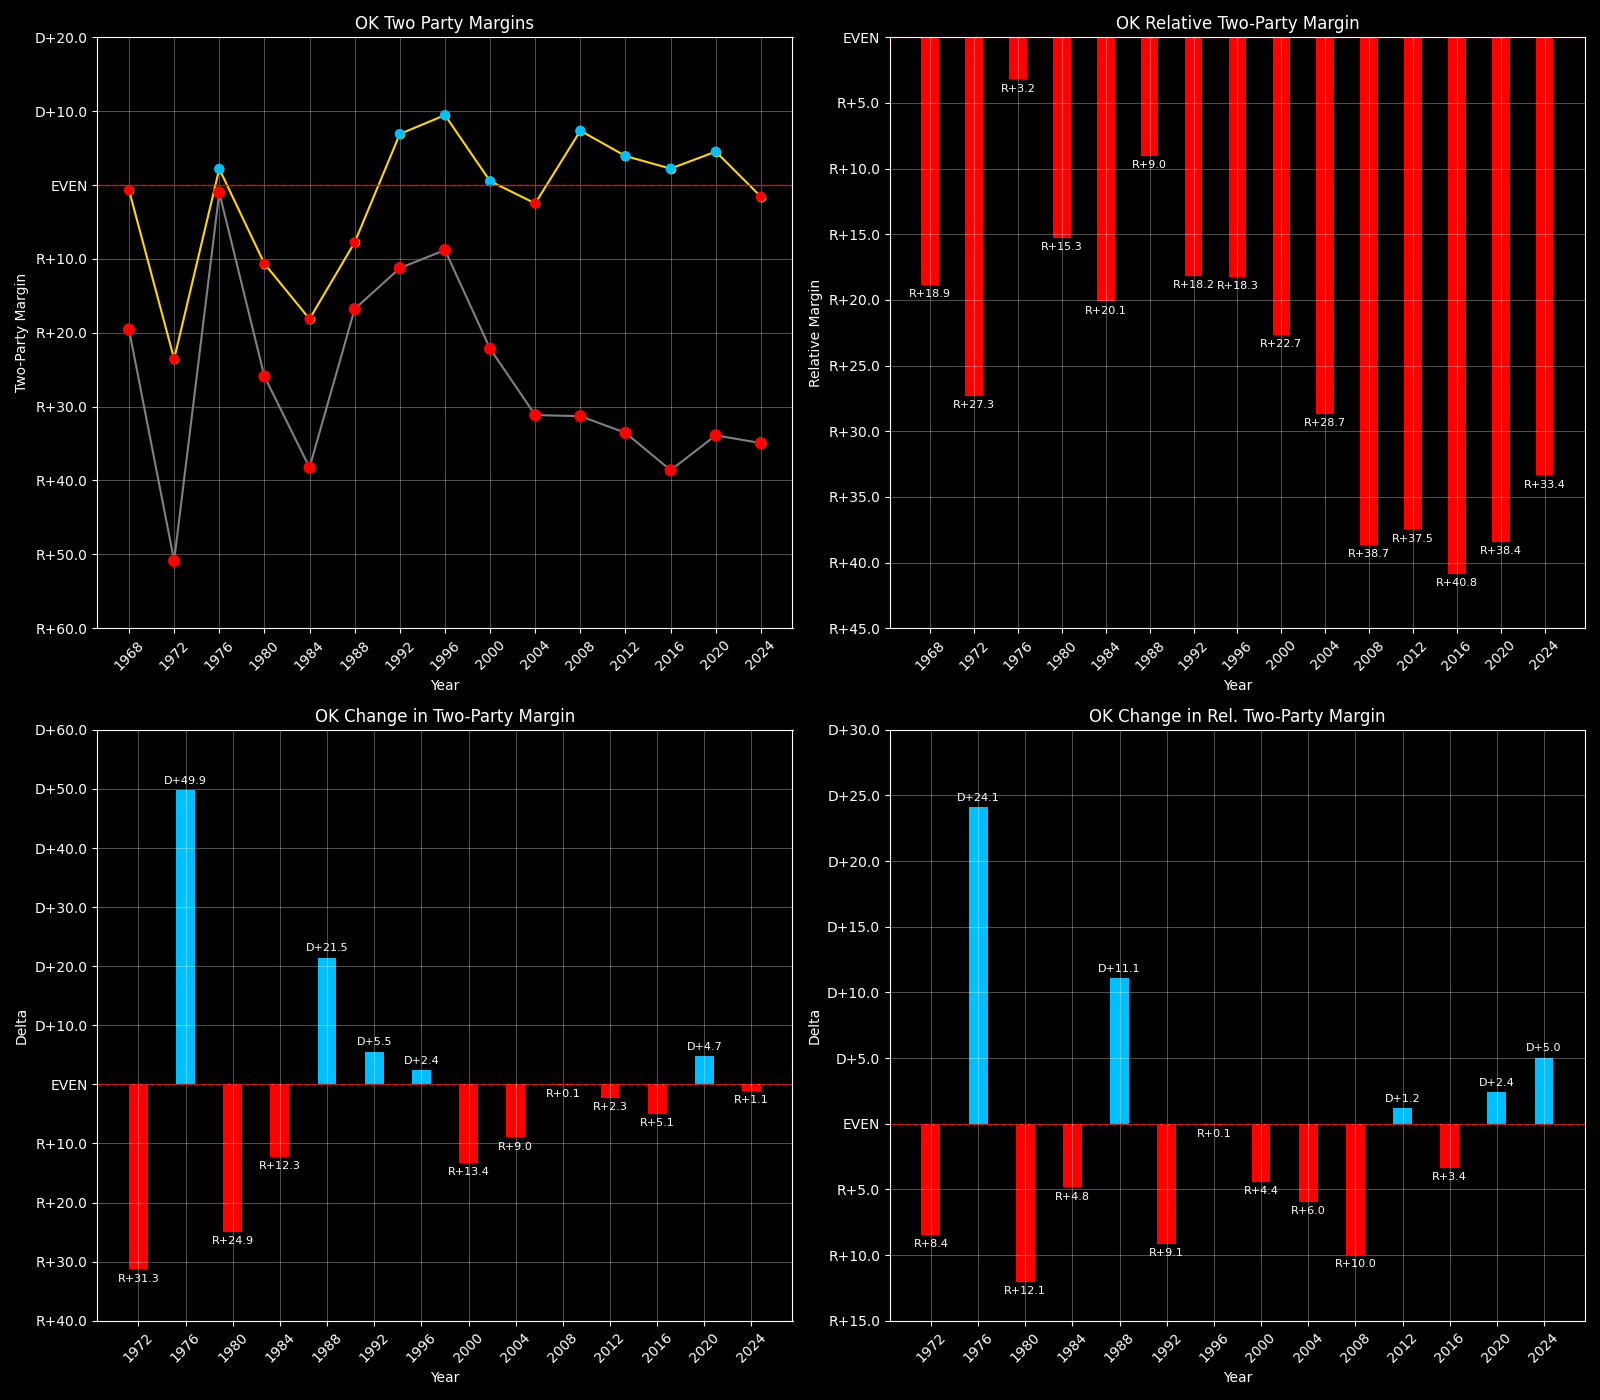 OK Two Party Margins
D+20.0
D+10.0
EVEN
R+10.0
R+20.0
R+30.0
R+40.0
R+50.0
R+60.0
Two-Party Margin
1968
1972
1976
1980
1984
1988
1992
1996
2000
2004
2008
2012
2016
2020
2024
Year
OK Relative Two-Party Margin
EVEN
R+5.0
R+10.0
R+15.0
R+20.0
R+25.0
R+30.0
R+35.0
R+40.0
R+45.0
Relative Margin
R+18.9
R+27.3
R+3.2
R+15.3
R+20.1
R+9.0
R+18.2
R+18.3
R+22.7
R+28.7
R+38.7
R+37.5
R+40.8
R+38.4
R+33.4
1968
1972
1976
1980
1984
1988
1992
1996
2000
2004
2008
2012
2016
2020
2024
Year
OK Change in Two-Party Margin
D+60.0
D+50.0
D+40.0
D+30.0
D+20.0
D+10.0
EVEN
R+10.0
R+20.0
R+30.0
R+40.0
Delta
R+31.3
D+49.9
R+24.9
R+12.3
D+21.5
D+5.5
D+2.4
R+13.4
R+9.0
R+0.1
R+2.3
R+5.1
D+4.7
R+1.1
1972
1976
1980
1984
1988
1992
1996
2000
2004
2008
2012
2016
2020
2024
Year
OK Change in Rel. Two-Party Margin
D+30.0
D+25.0
D+20.0
D+15.0
D+10.0
D+5.0
EVEN
R+5.0
R+10.0
R+15.0
Delta
R+8.4
D+24.1
R+12.1
R+4.8
D+11.1
R+9.1
R+0.1
R+4.4
R+6.0
R+10.0
D+1.2
R+3.4
D+2.4
D+5.0
1972
1976
1980
1984
1988
1992
1996
2000
2004
2008
2012
2016
2020
2024
Year